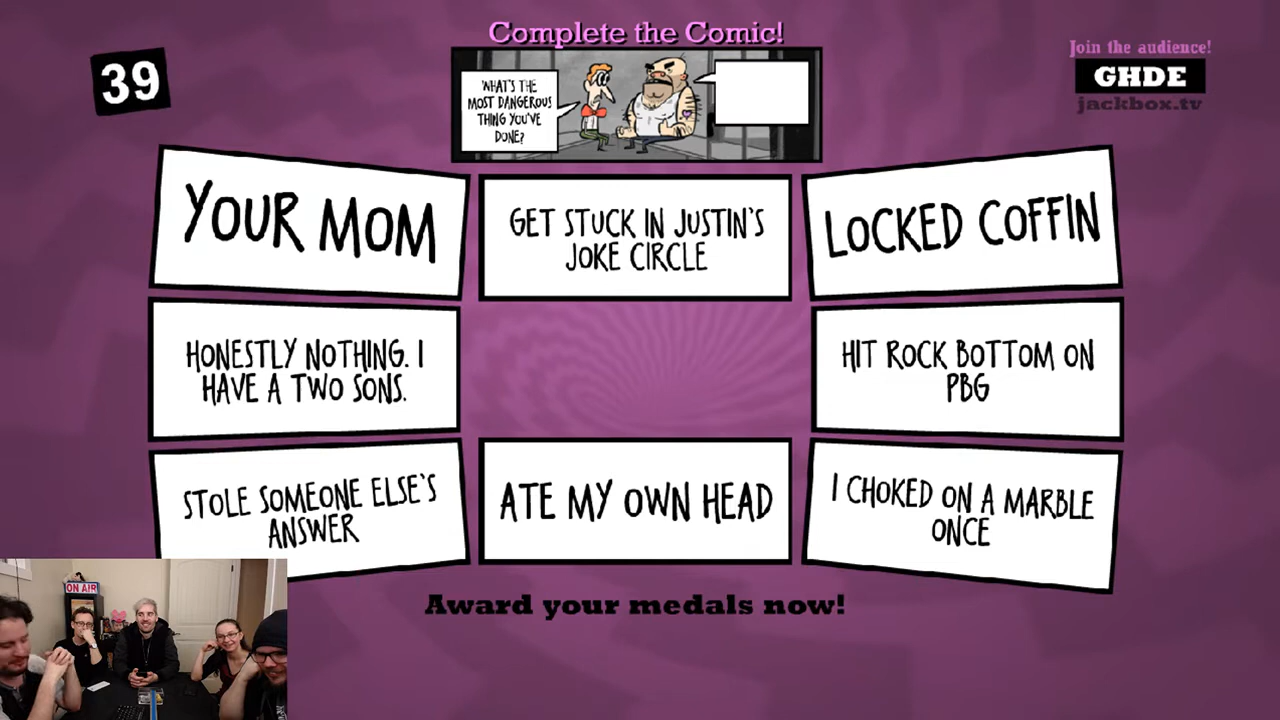 Complete the Comic!
39
WHAT'S THE
MOST DANGEROUS
THING YOU'VE
DONE?
Join the audience!
GHDE
jackbox.tv
YOUR MOM
GET STUCK IN JUSTIN'S
JOKE CIRCLE
LOCKED COFFIN
HONESTLY NOTHING. I
HAVE A TWO SONS.
HIT ROCK BOTTOM ON
PBG
STOLE SOMEONE ELSE'S
ANSWER
ATE MY OWN HEAD
I CHOKED ON A MARBLE
ONCE
Award your medals now!
ON AIR